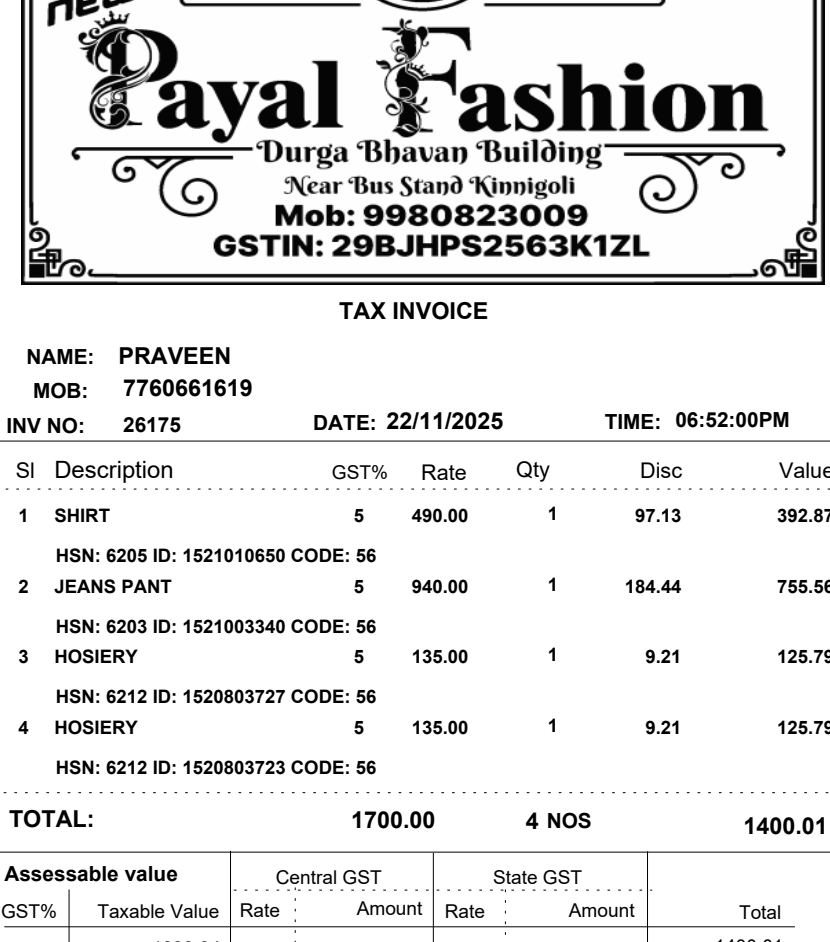 new
Payal Fashion
Durga Bhavan Building
Near Bus Stand Kinnigoli
Mob: 9980823009
GSTIN: 29BJHPS2563K1ZL
TAX INVOICE
NAME: PRAVEEN
MOB: 7760661619
INV NO: 26175 DATE: 22/11/2025 TIME: 06:52:00PM
Sl Description GST% Rate Qty Disc Value
1 SHIRT 5 490.00 1 97.13 392.87
HSN: 6205 ID: 1521010650 CODE: 56
2 JEANS PANT 5 940.00 1 184.44 755.56
HSN: 6203 ID: 1521003340 CODE: 56
3 HOSIERY 5 135.00 1 9.21 125.79
HSN: 6212 ID: 1520803727 CODE: 56
4 HOSIERY 5 135.00 1 9.21 125.79
HSN: 6212 ID: 1520803723 CODE: 56
TOTAL: 1700.00 4 NOS 1400.01
Assessable value Central GST State GST
GST% Taxable Value Rate Amount Rate Amount Total